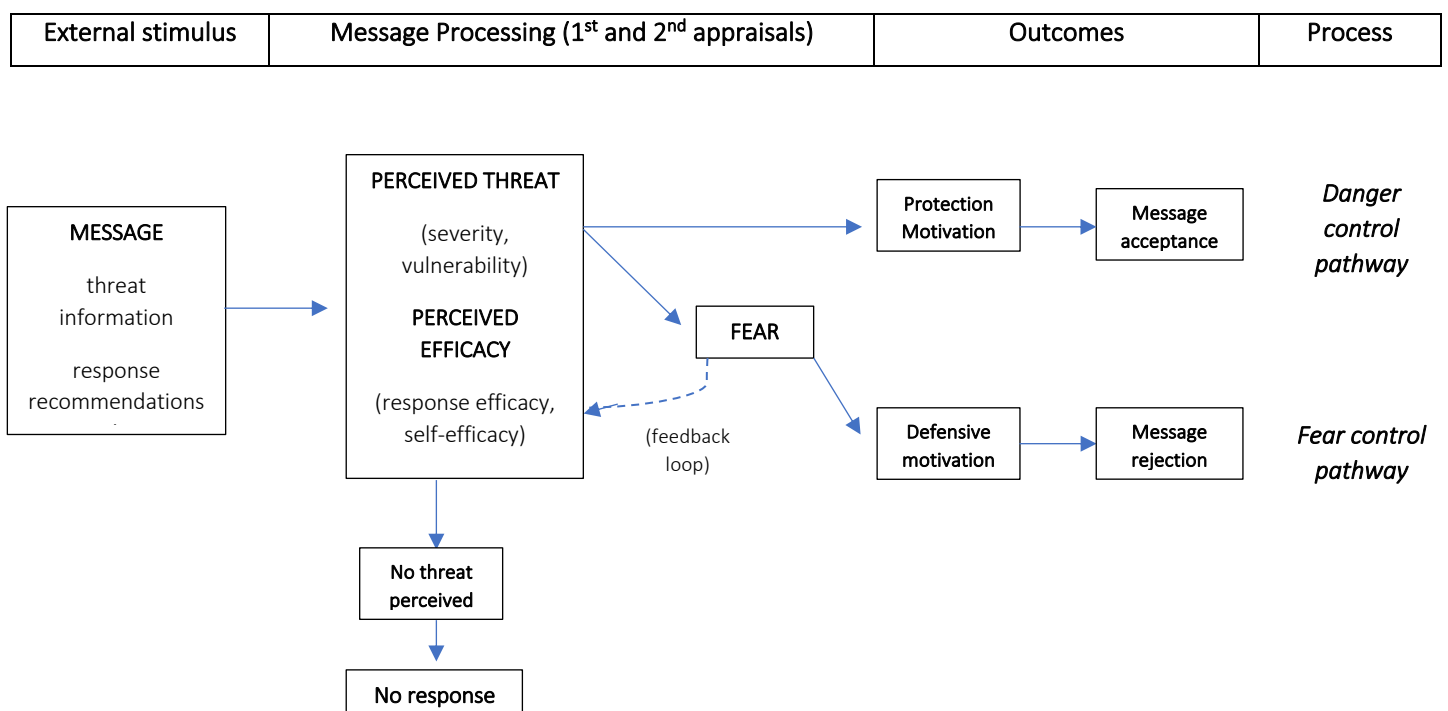 External stimulus
Message Processing (1st and 2nd appraisals)
Outcomes
Process
MESSAGE
threat
information
response
recommendations
PERCEIVED THREAT
(severity,
vulnerability)
PERCEIVED
EFFICACY
(response efficacy,
self-efficacy)
FEAR
(feedback
loop)
Protection
Motivation
Message
acceptance
Danger
control
pathway
Defensive
motivation
Message
rejection
Fear control
pathway
No threat
perceived
No response